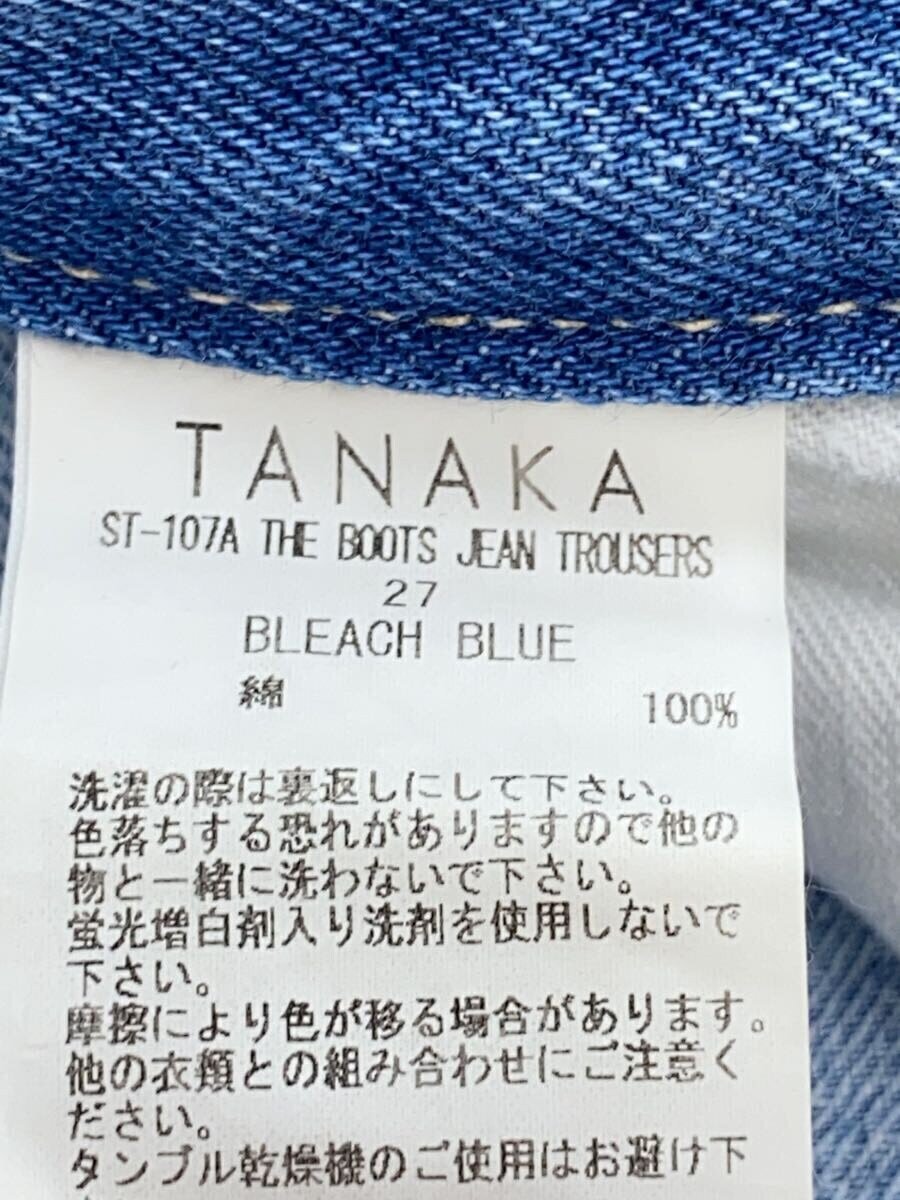 TANAKA
ST-107A THE BOOTS JEAN TROUSERS
27
BLEACH BLUE
綿 100%
洗濯の際は裏返しにして下さい。
色落ちする恐れがありますので他の
物と一緒に洗わないで下さい。
蛍光増白剤入り洗剤を使用しないで
下さい。
摩擦により色が移る場合があります。
他の衣類との組み合わせにご注意く
ださい。
タンブル乾燥機のご使用はお避け下